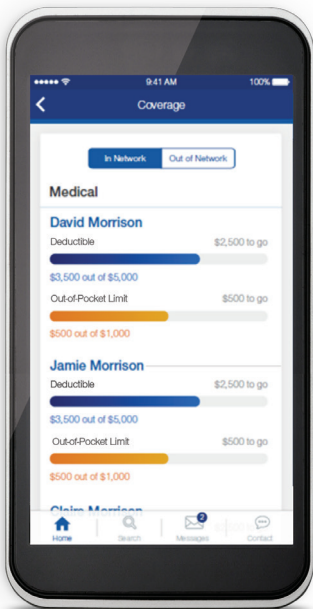 9:41 AM 100%
Coverage
In Network Out of Network
Medical
David Morrison
Deductible $2,500 to go
$3,500 out of $5,000
Out-of-Pocket Limit $500 to go
$500 out of $1,000
Jamie Morrison
Deductible $2,500 to go
$3,500 out of $5,000
Out-of-Pocket Limit $500 to go
$500 out of $1,000
Claire Morrison
2
Home Search Messages Contact